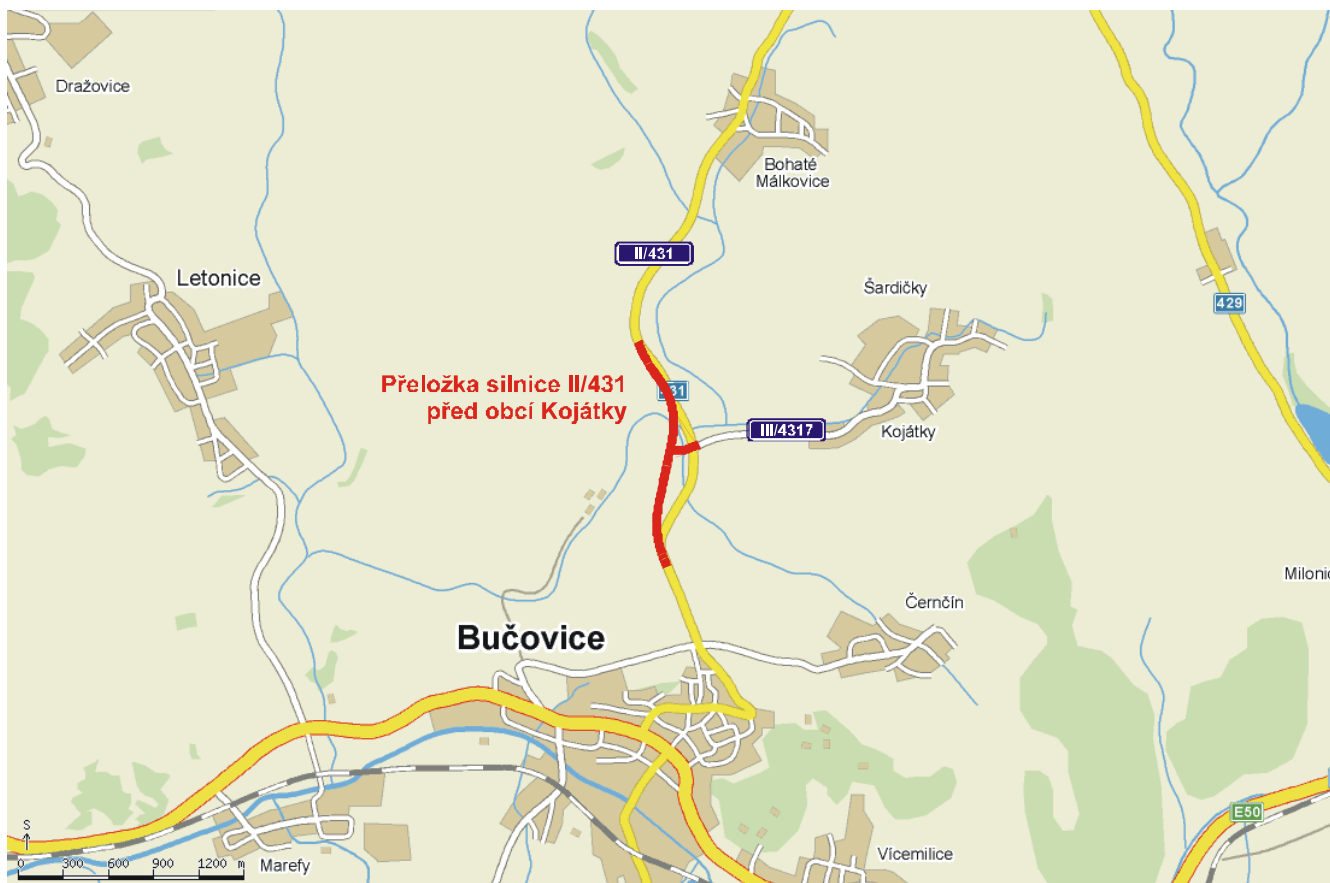 Dražovice
Bohaté
Málkovice
II/431
Letonice
Šardičky
429
Přeložka silnice II/431
před obcí Kojátky
III/4317
Kojátky
Milonic
Černčín
Bučovice
E50
S
0 300 600 900 1200 m
Marefy
Vícemilice